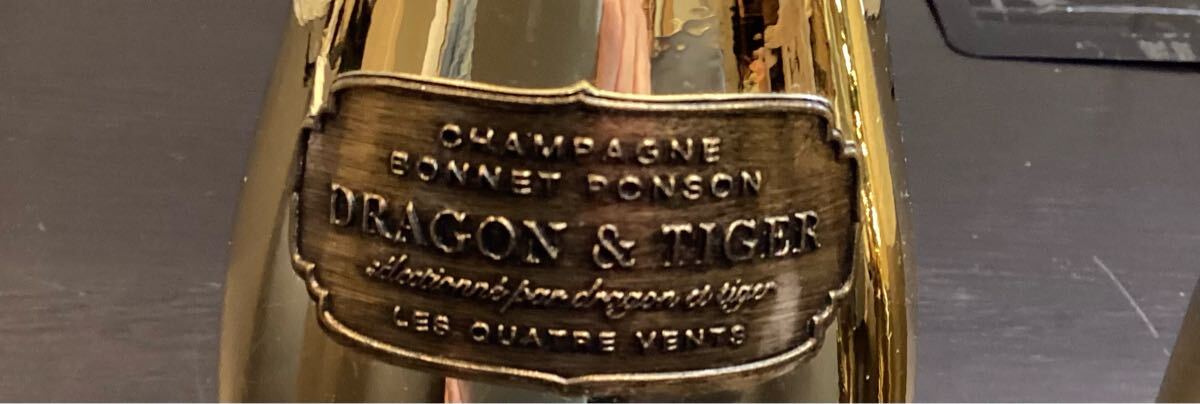 CHAMPAGNE
BONNET PONSON
DRAGON & TIGER
sélectionné par dragon et tiger
LES QUATRE VENTS